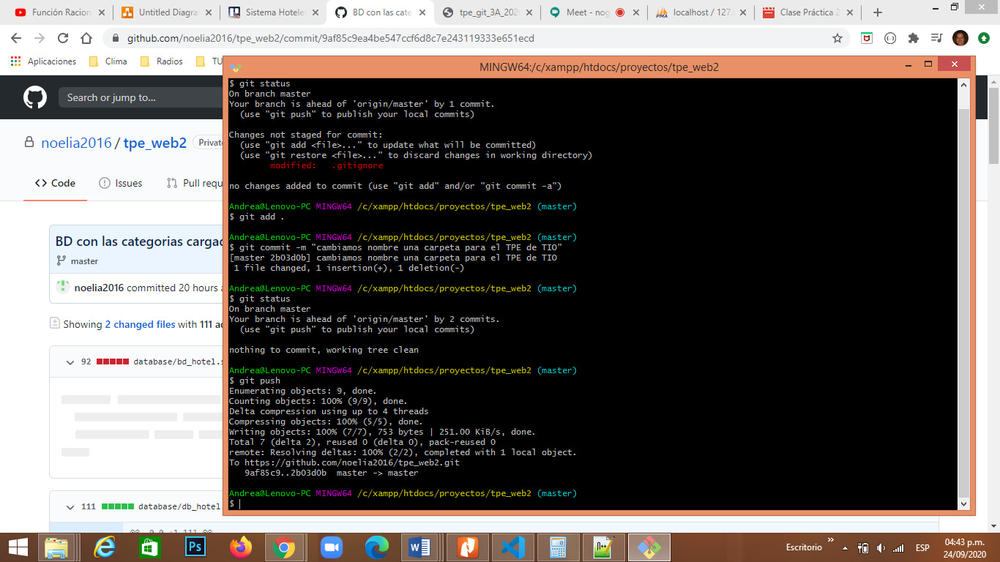 Función Racion
Untitled Diagra
Sistema Hoteler
BD con las cate
tpe_git_3A_202
Meet - nog
localhost / 127.
Clase Práctica 2
github.com/noelia2016/tpe_web2/commit/9af85c9ea4be547ccf6d8c7e243119333e651ecd
Aplicaciones
Clima
Radios
TU
MINGW64:/c/xampp/htdocs/proyectos/tpe_web2
Search or jump to...
noelia2016 / tpe_web2
Private
Code
Issues
Pull requ
BD con las categorias cargad
master
noelia2016 committed 20 hours a
Showing 2 changed files with 111 ad
92 database/bd_hotel.s
111 database/db_hotel.
@@ -0,0 +1,111 @@
$ git status
On branch master
Your branch is ahead of 'origin/master' by 1 commit.
  (use "git push" to publish your local commits)
Changes not staged for commit:
  (use "git add <file>..." to update what will be committed)
  (use "git restore <file>..." to discard changes in working directory)
        modified:   .gitignore
no changes added to commit (use "git add" and/or "git commit -a")
Andrea@Lenovo-PC MINGW64 /c/xampp/htdocs/proyectos/tpe_web2 (master)
$ git add .
Andrea@Lenovo-PC MINGW64 /c/xampp/htdocs/proyectos/tpe_web2 (master)
$ git commit -m "cambiamos nombre una carpeta para el TPE de TIO"
[master 2b03d0b] cambiamos nombre una carpeta para el TPE de TIO
 1 file changed, 1 insertion(+), 1 deletion(-)
Andrea@Lenovo-PC MINGW64 /c/xampp/htdocs/proyectos/tpe_web2 (master)
$ git status
On branch master
Your branch is ahead of 'origin/master' by 2 commits.
  (use "git push" to publish your local commits)
nothing to commit, working tree clean
Andrea@Lenovo-PC MINGW64 /c/xampp/htdocs/proyectos/tpe_web2 (master)
$ git push
Enumerating objects: 9, done.
Counting objects: 100% (9/9), done.
Delta compression using up to 4 threads
Compressing objects: 100% (5/5), done.
Writing objects: 100% (7/7), 753 bytes | 251.00 KiB/s, done.
Total 7 (delta 2), reused 0 (delta 0), pack-reused 0
remote: Resolving deltas: 100% (2/2), completed with 1 local object.
To https://github.com/noelia2016/tpe_web2.git
   9af85c9..2b03d0b  master -> master
Andrea@Lenovo-PC MINGW64 /c/xampp/htdocs/proyectos/tpe_web2 (master)
$
Escritorio
ESP
04:43 p.m.
24/09/2020